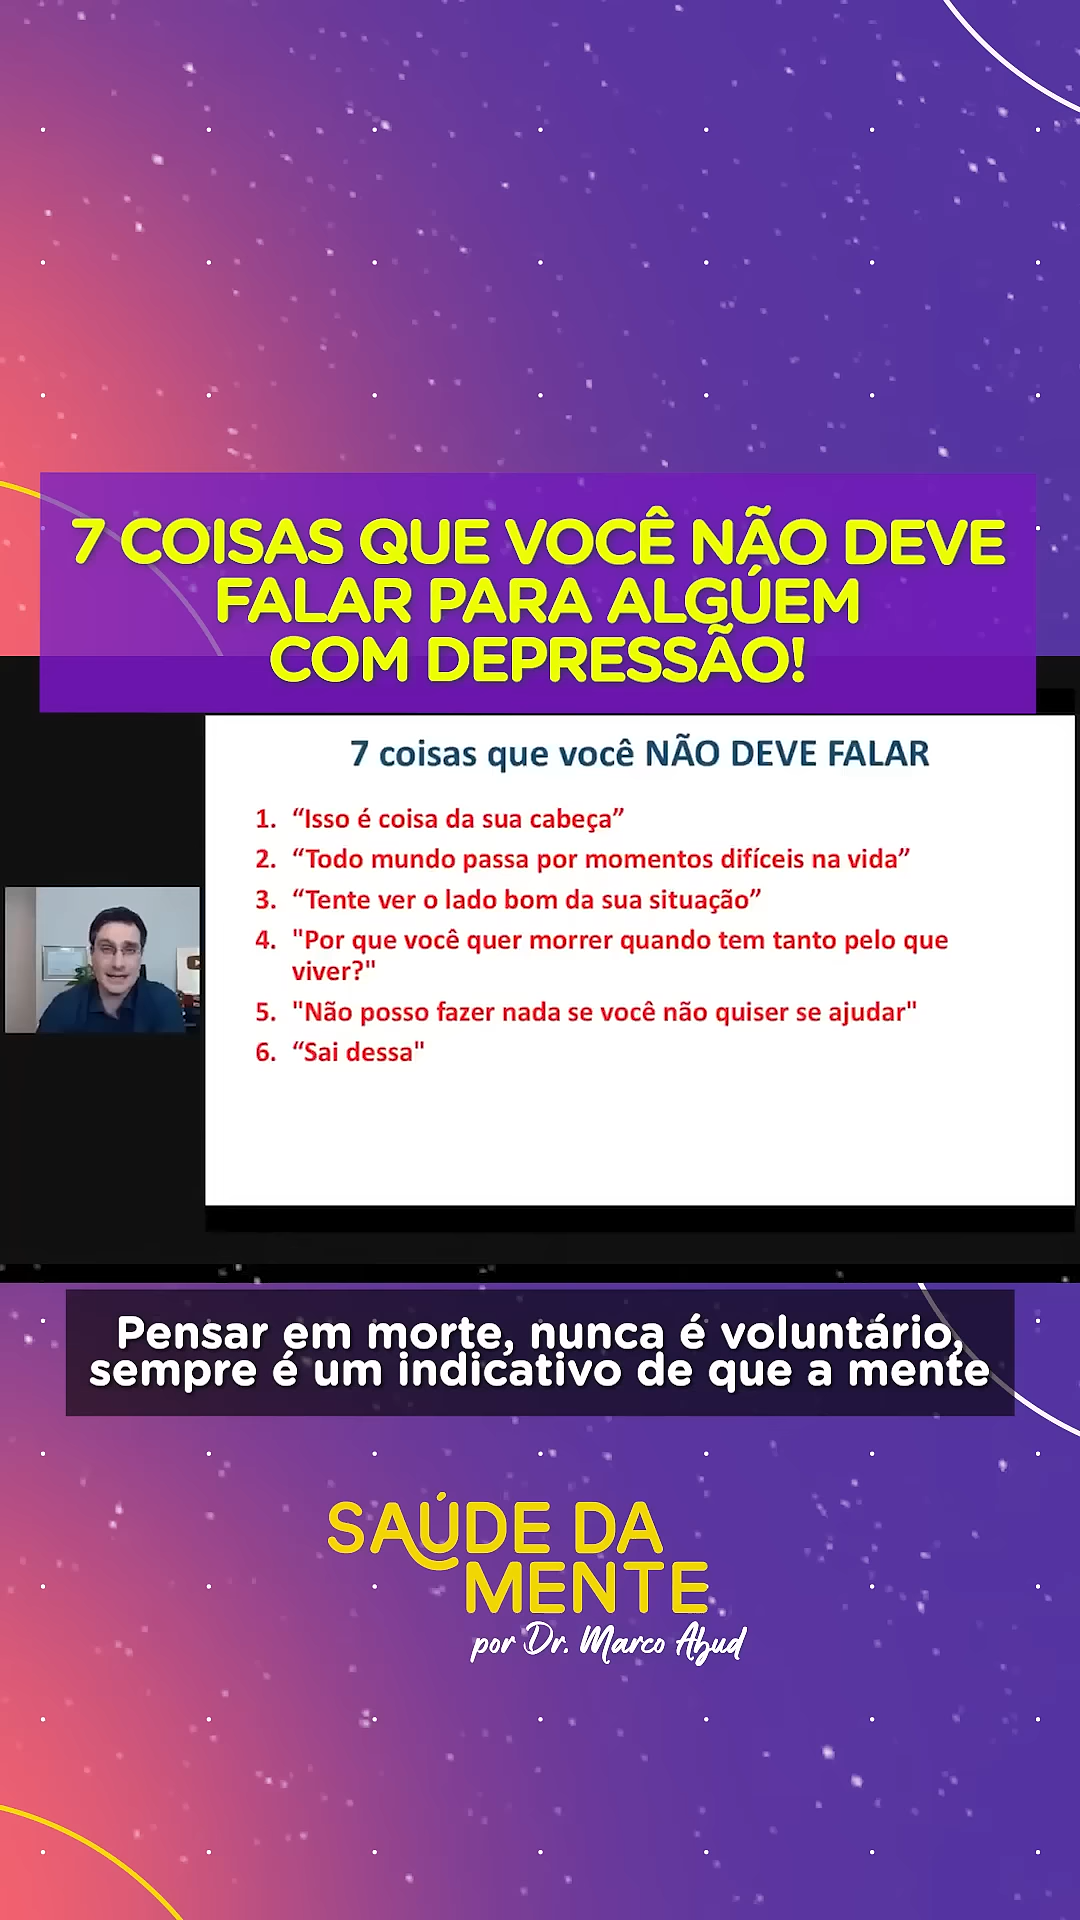 7 COISAS QUE VOCÊ NÃO DEVE
FALAR PARA ALGUÉM
COM DEPRESSÃO!
7 coisas que você NÃO DEVE FALAR
1. “Isso é coisa da sua cabeça”
2. “Todo mundo passa por momentos difíceis na vida”
3. “Tente ver o lado bom da sua situação”
4. "Por que você quer morrer quando tem tanto pelo que
viver?"
5. "Não posso fazer nada se você não quiser se ajudar"
6. “Sai dessa"
Pensar em morte, nunca é voluntário,
sempre é um indicativo de que a mente
SAÚDE DA
MENTE
por Dr. Marco Abud